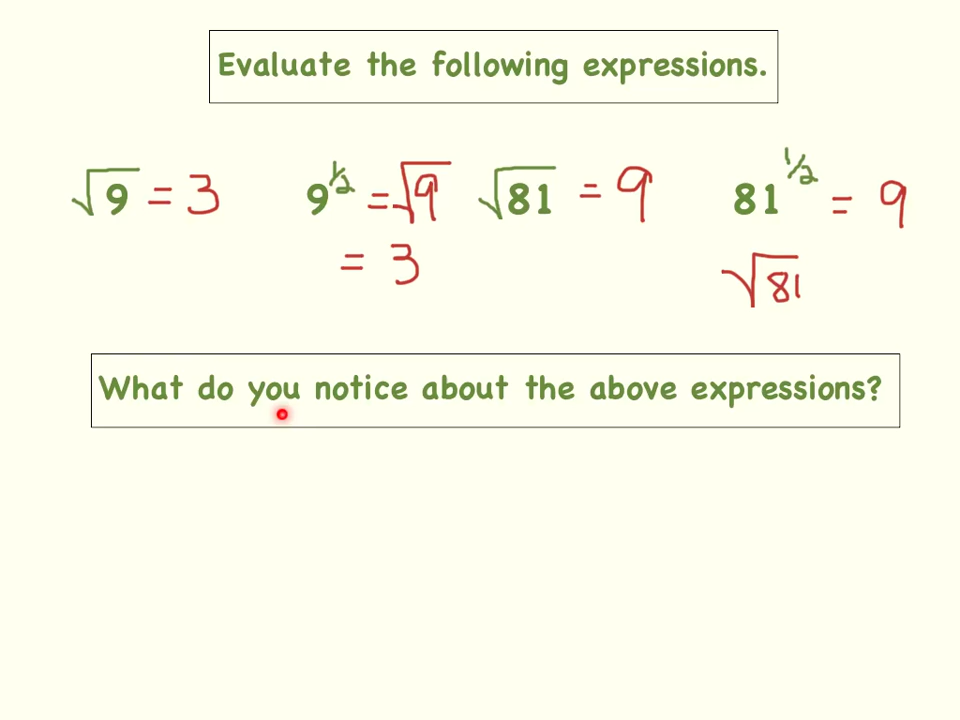 Evaluate the following expressions.
√9 = 3 9^1/2 = √9 √81 = 9 81^1/2 = 9
= 3 √81
What do you notice about the above expressions?